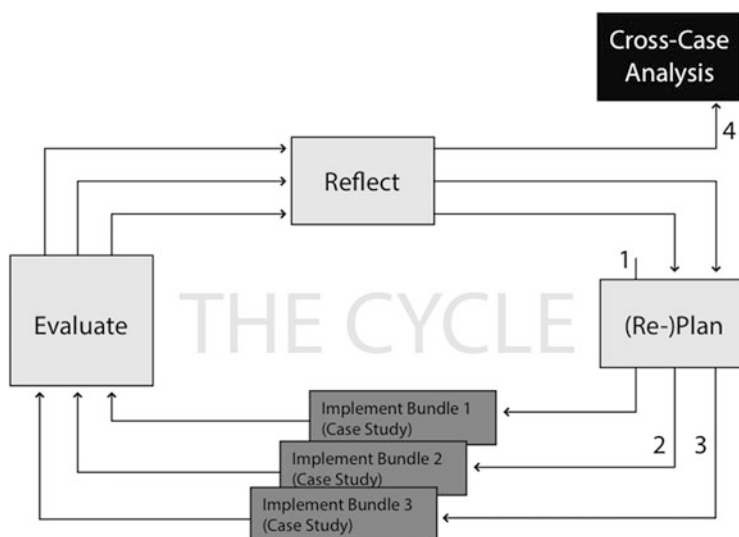 Cross-Case
Analysis
4
Reflect
1
Evaluate
THE CYCLE
(Re-)Plan
Implement Bundle 1
(Case Study)
2
3
Implement Bundle 2
(Case Study)
Implement Bundle 3
(Case Study)